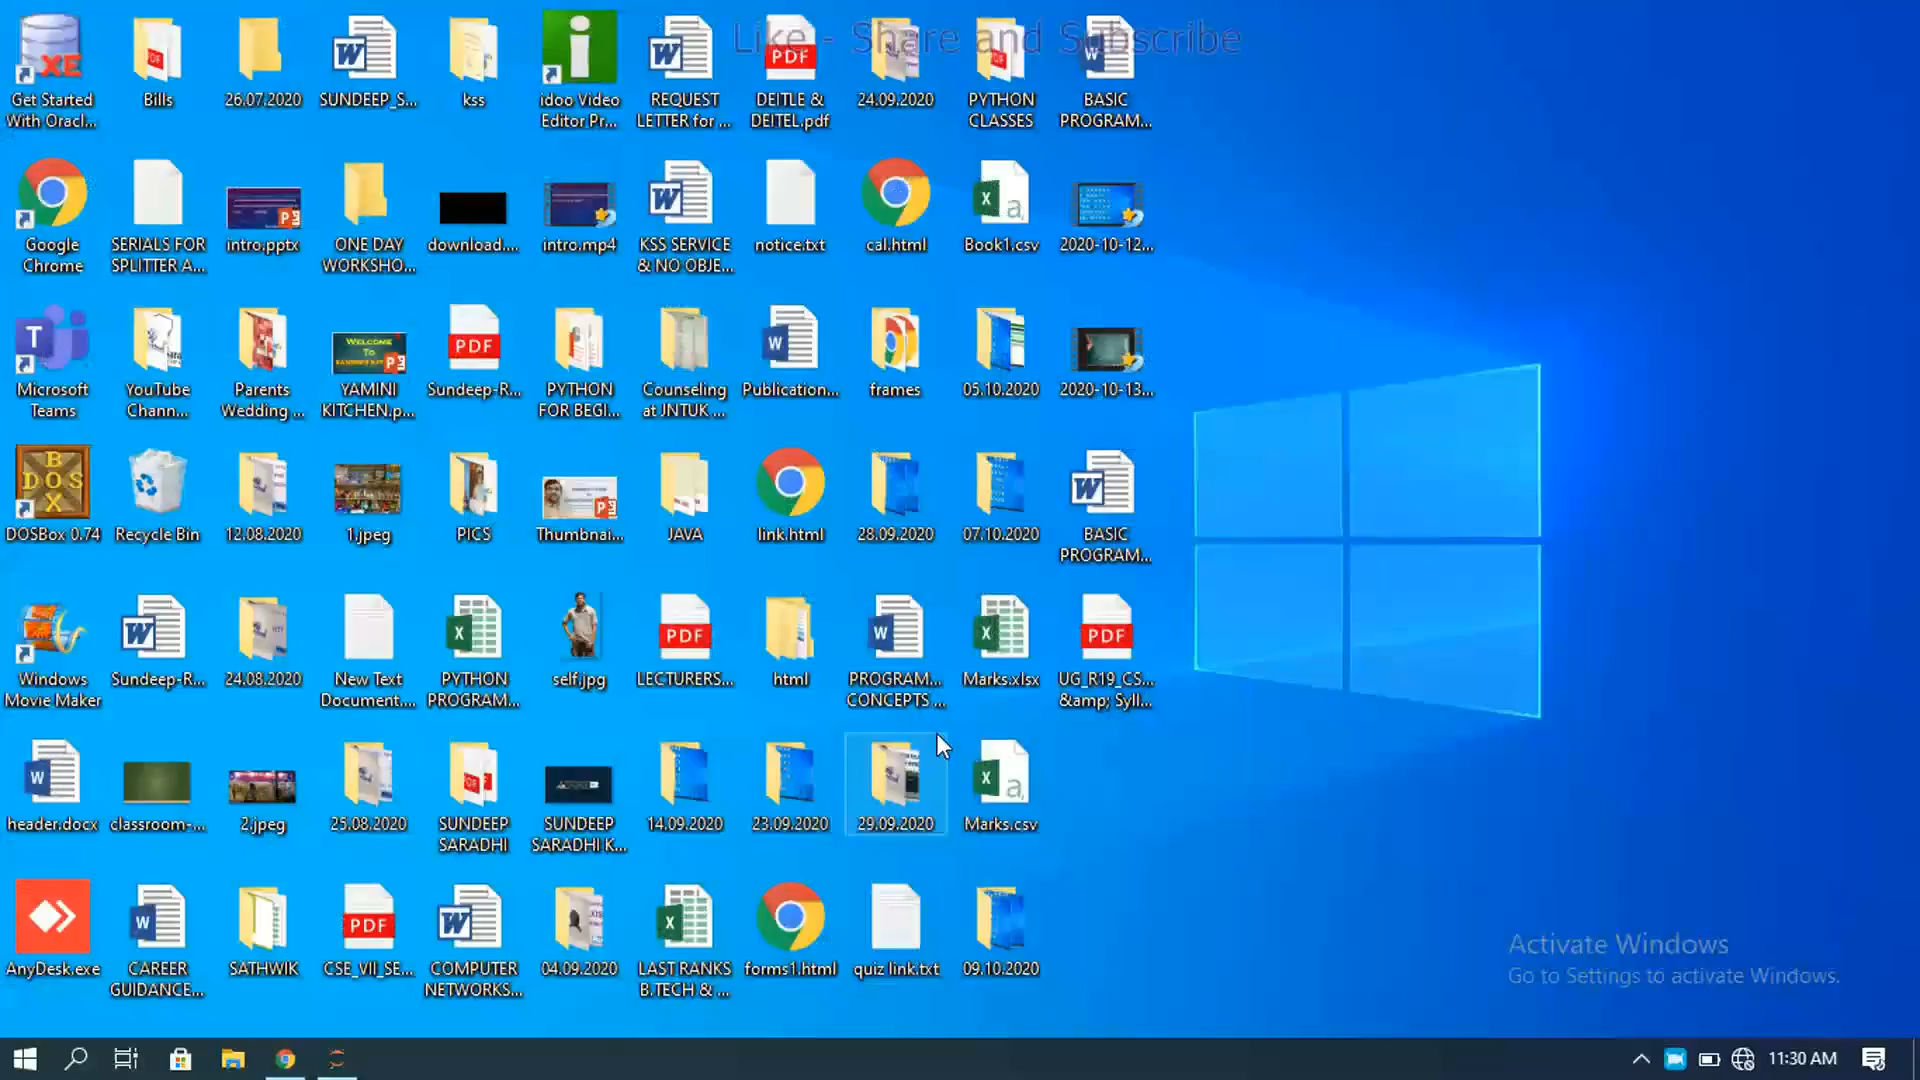 Like - Share and Subscribe
Get Started
With Oracl...
Bills
26.07.2020
SUNDEEP_S...
kss
idoo Video
Editor Pr...
REQUEST
LETTER for ...
DEITLE &
DEITEL.pdf
24.09.2020
PYTHON
CLASSES
BASIC
PROGRAM...
Google
Chrome
SERIALS FOR
SPLITTER A...
intro.pptx
ONE DAY
WORKSHO...
download....
intro.mp4
KSS SERVICE
& NO OBJE...
notice.txt
cal.html
Book1.csv
2020-10-12...
Microsoft
Teams
YouTube
Chann...
Parents
Wedding ...
YAMINI
KITCHEN.p...
Sundeep-R...
PYTHON
FOR BEGI...
Counseling
at JNTUK ...
Publication...
frames
05.10.2020
2020-10-13...
DOSBox 0.74
Recycle Bin
12.08.2020
1.jpeg
PICS
Thumbnai...
JAVA
link.html
28.09.2020
07.10.2020
BASIC
PROGRAM...
Windows
Movie Maker
Sundeep-R...
24.08.2020
New Text
Document....
PYTHON
PROGRAM...
self.jpg
LECTURERS...
html
PROGRAM...
CONCEPTS ...
Marks.xlsx
UG_R19_CS...
&amp; Syll...
header.docx
classroom-...
2.jpeg
25.08.2020
SUNDEEP
SARADHI
SUNDEEP
SARADHI K...
14.09.2020
23.09.2020
29.09.2020
Marks.csv
AnyDesk.exe
CAREER
GUIDANCE...
SATHWIK
CSE_VII_SE...
COMPUTER
NETWORKS...
04.09.2020
LAST RANKS
B.TECH & ...
forms1.html
quiz link.txt
09.10.2020
Activate Windows
Go to Settings to activate Windows.
11:30 AM